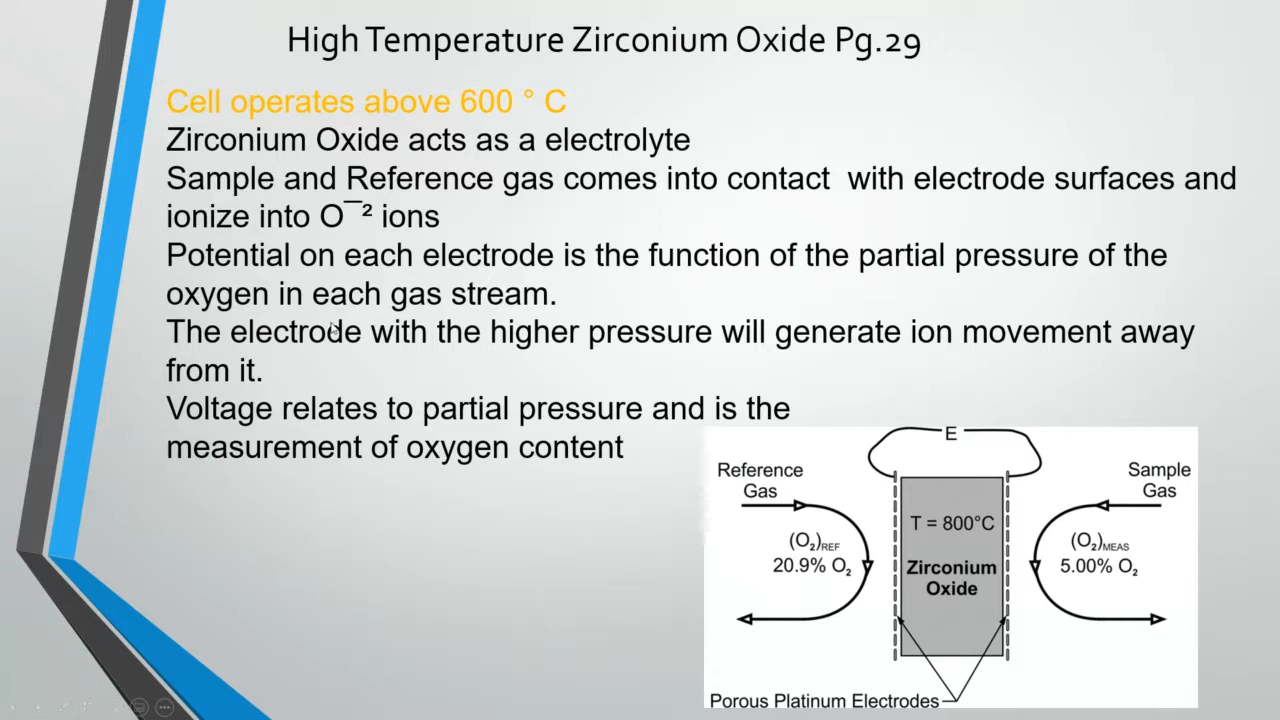 High Temperature Zirconium Oxide Pg.29
Cell operates above 600 ° C
Zirconium Oxide acts as a electrolyte
Sample and Reference gas comes into contact  with electrode surfaces and
ionize into O¯² ions
Potential on each electrode is the function of the partial pressure of the
oxygen in each gas stream.
The electrode with the higher pressure will generate ion movement away
from it.
Voltage relates to partial pressure and is the
measurement of oxygen content
E
Reference
Gas
Sample
Gas
T = 800°C
(O₂)REF
20.9% O₂
Zirconium
Oxide
(O₂)MEAS
5.00% O₂
Porous Platinum Electrodes